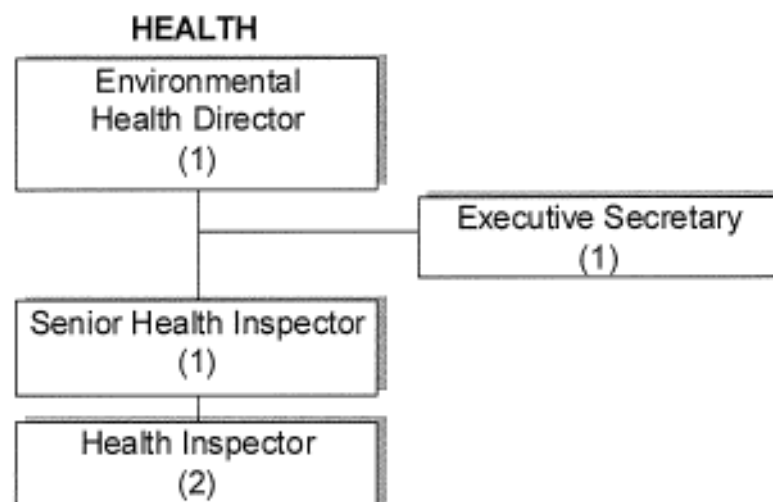 HEALTH
Environmental
Health Director
(1)
Executive Secretary
(1)
Senior Health Inspector
(1)
Health Inspector
(2)